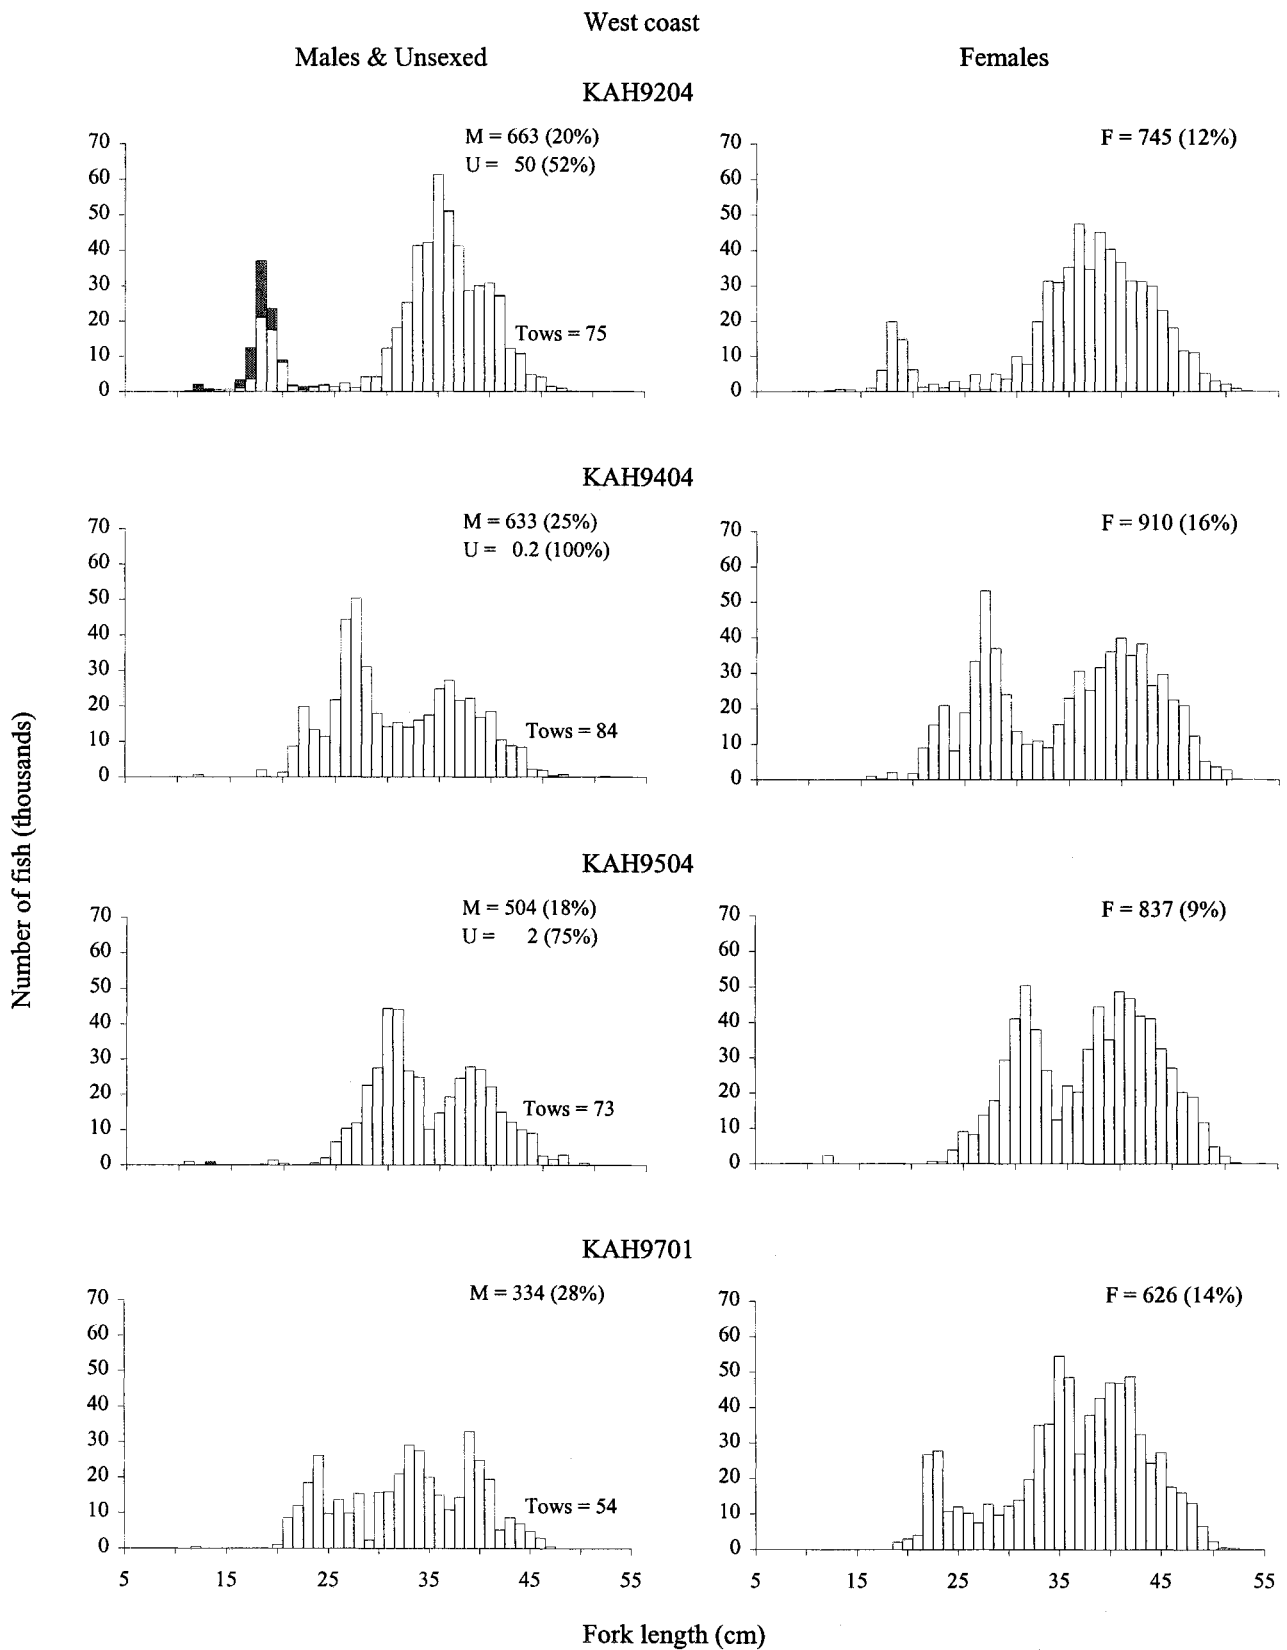 West coast
Males & Unsexed Females
KAH9204
M = 663 (20%)
U = 50 (52%)
F = 745 (12%)
70
60
50
40
30
20
10
0
Tows = 75
70
60
50
40
30
20
10
0
KAH9404
M = 633 (25%)
U = 0.2 (100%)
F = 910 (16%)
70
60
50
40
30
20
10
0
Tows = 84
70
60
50
40
30
20
10
0
Number of fish (thousands)
KAH9504
M = 504 (18%)
U = 2 (75%)
F = 837 (9%)
70
60
50
40
30
20
10
0
Tows = 73
70
60
50
40
30
20
10
0
KAH9701
M = 334 (28%)
F = 626 (14%)
70
60
50
40
30
20
10
0
Tows = 54
70
60
50
40
30
20
10
0
5 15 25 35 45 55
5 15 25 35 45 55
Fork length (cm)